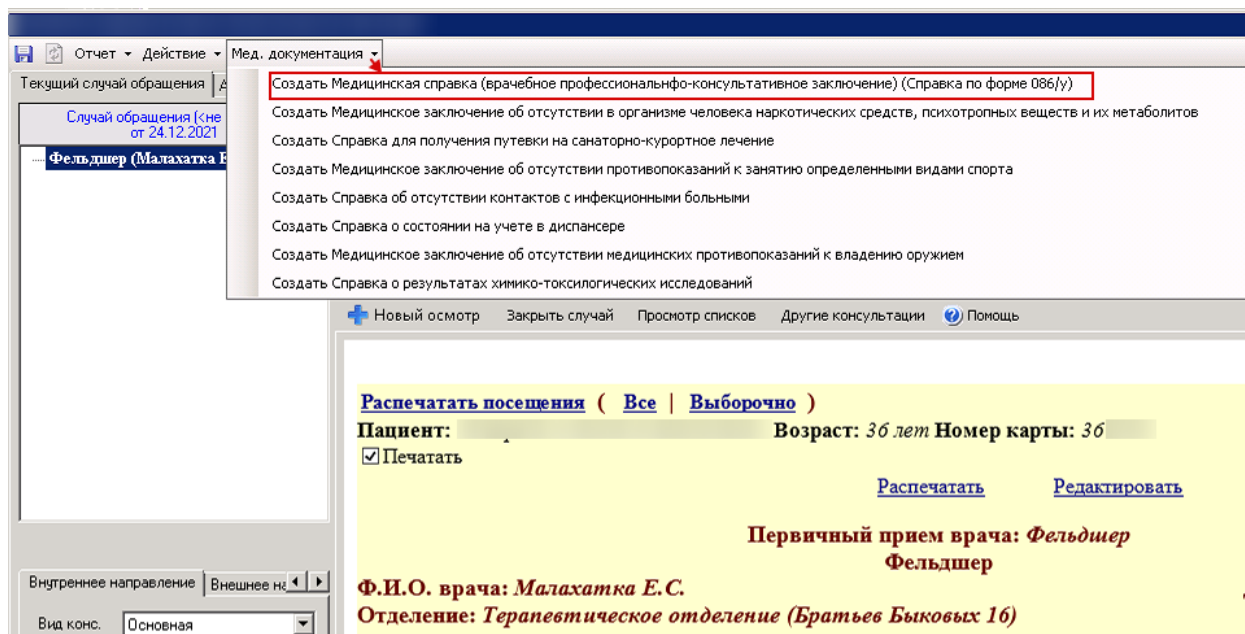 Отчет Действие Мед. документация
Текущий случай обращения
Создать Медицинская справка (врачебное профессиональнфо-консультативное заключение) (Справка по форме 086/у)
Случай обращения (<не
от 24.12.2021
Создать Медицинское заключение об отсутствии в организме человека наркотических средств, психотропных веществ и их метаболитов
Создать Справка для получения путевки на санаторно-курортное лечение
Фельдшер (Малахатка Е
Создать Медицинское заключение об отсутствии противопоказаний к занятию определенными видами спорта
Создать Справка об отсутствии контактов с инфекционными больными
Создать Справка о состоянии на учете в диспансере
Создать Медицинское заключение об отсутствии медицинских противопоказаний к владению оружием
Создать Справка о результатах химико-токсилогических исследований
Новый осмотр Закрыть случай Просмотр списков Другие консультации Помощь
Распечатать посещения ( Все | Выборочно )
Пациент: Возраст: 36 лет Номер карты: 36
Печатать
Распечатать Редактировать
Первичный прием врача: Фельдшер
Фельдшер
Внутреннее направление Внешнее на
Ф.И.О. врача: Малахатка Е.С.
Отделение: Терапевтическое отделение (Братьев Быковых 16)
Вид конс. Основная